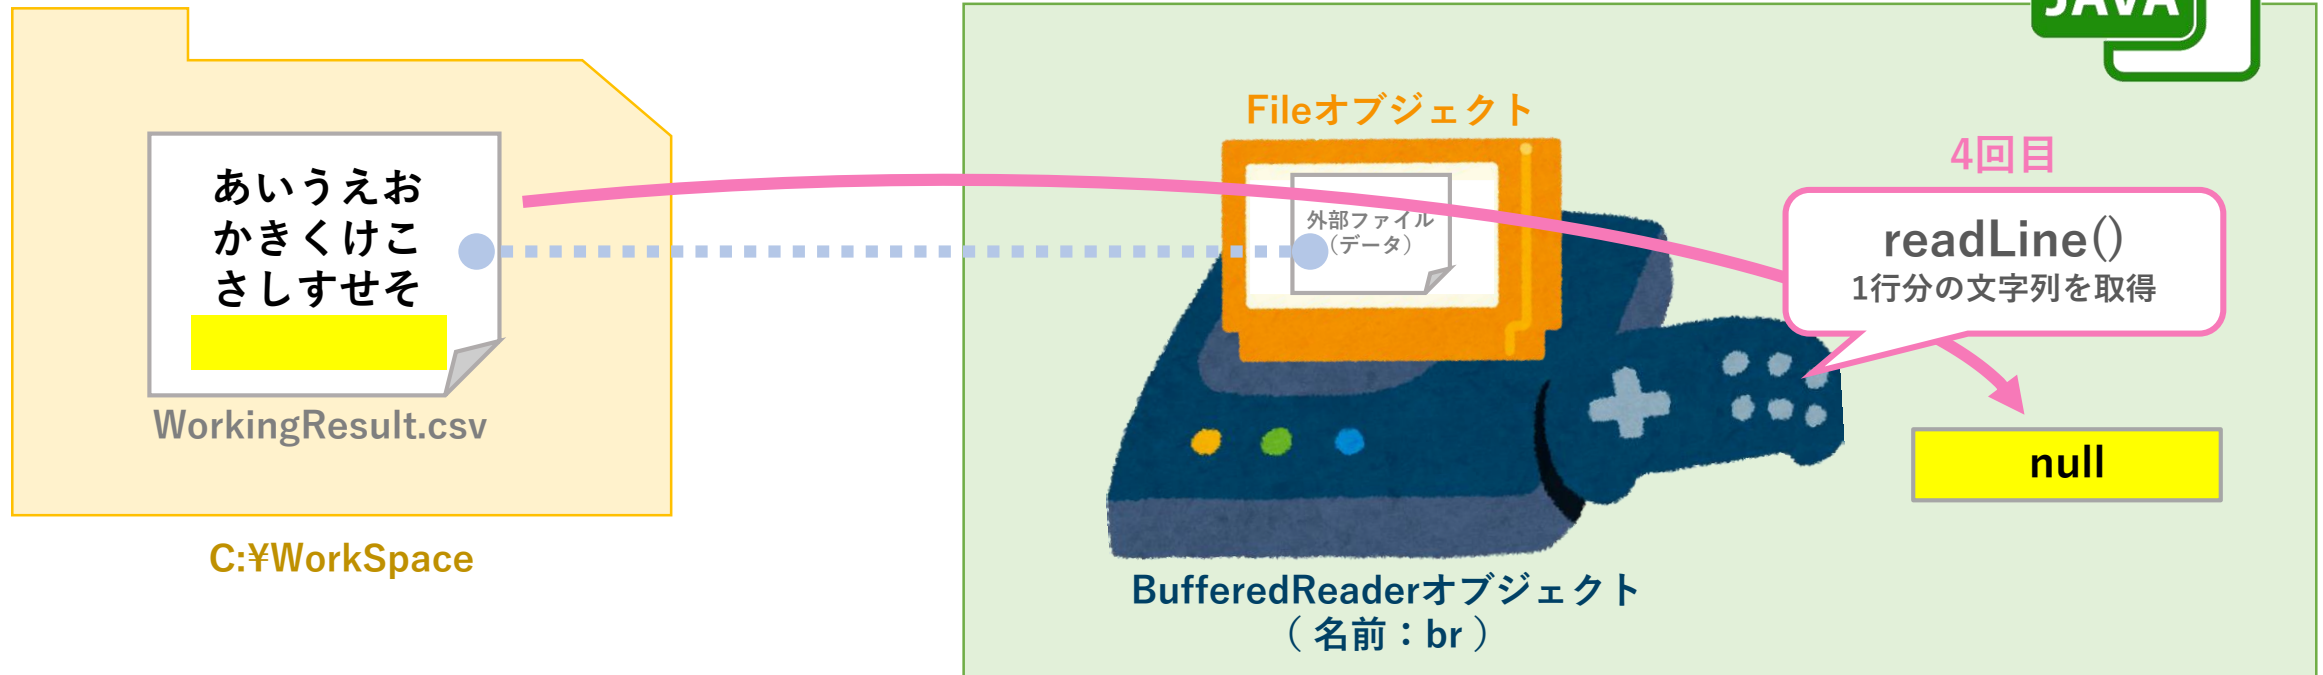 あいうえお
かきくけこ
さしすせそ
WorkingResult.csv
C:¥WorkSpace
JAVA
Fileオブジェクト
外部ファイル
（データ）
4回目
readLine()
1行分の文字列を取得
null
BufferedReaderオブジェクト
（ 名前：br ）